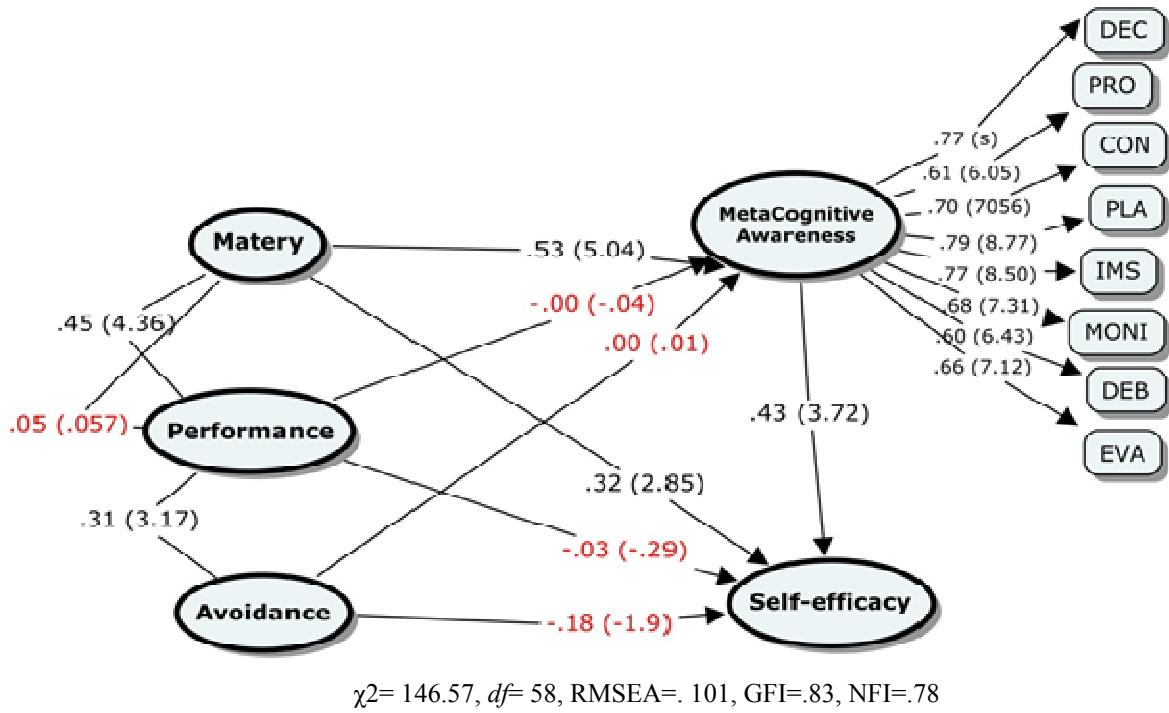 DEC
PRO
.77 (s)
CON
.61 (6.05)
.70 (7056)
PLA
MetaCognitive
Awareness
Matery
.53 (5.04)
.79 (8.77)
IMS
.77 (8.50)
-.00 (-.04)
.68 (7.31)
.45 (4.36)
MONI
.60 (6.43)
.00 (.01)
.66 (7.12)
DEB
.05 (.057)
Performance
.43 (3.72)
EVA
.32 (2.85)
.31 (3.17)
-.03 (-.29)
Avoidance
Self-efficacy
-.18 (-1.9)
χ2= 146.57, df= 58, RMSEA=. 101, GFI=.83, NFI=.78